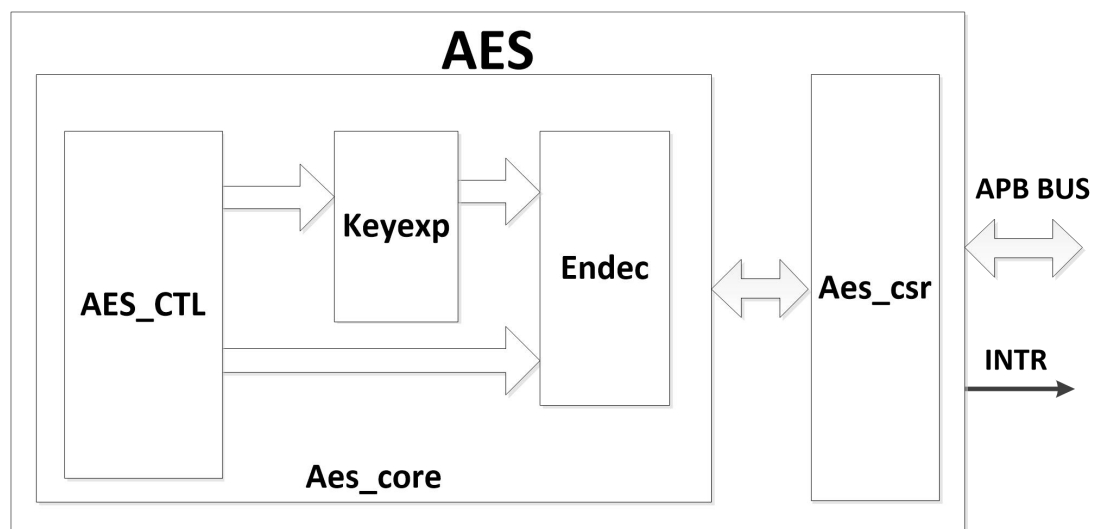 AES
AES_CTL
Keyexp
Endec
Aes_core
Aes_csr
APB BUS
INTR